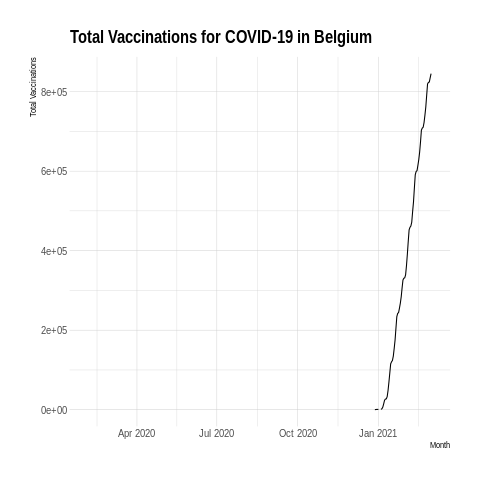 Total Vaccinations for COVID-19 in Belgium
Total Vaccinations
8e+05
6e+05
4e+05
2e+05
0e+00
Apr 2020 Jul 2020 Oct 2020 Jan 2021
Month